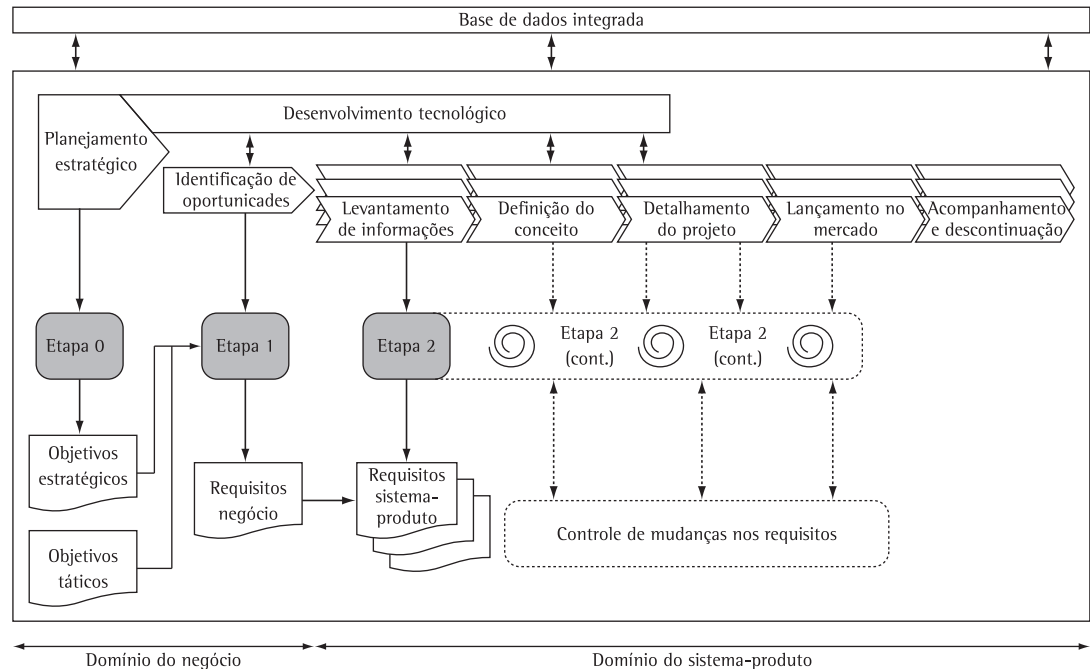 Base de dados integrada
Desenvolvimento tecnológico
Planejamento
estratégico
Identificação de
oportunicades
Levantamento
de informações
Definição do
conceito
Detalhamento
do projeto
Lançamento no
mercado
Acompanhamento
e descontinuação
Etapa 0
Etapa 1
Etapa 2
Etapa 2
(cont.)
Etapa 2
(cont.)
Objetivos
estratégicos
Requisitos
negócio
Requisitos
sistema-
produto
Controle de mudanças nos requisitos
Objetivos
táticos
Domínio do negócio
Domínio do sistema-produto